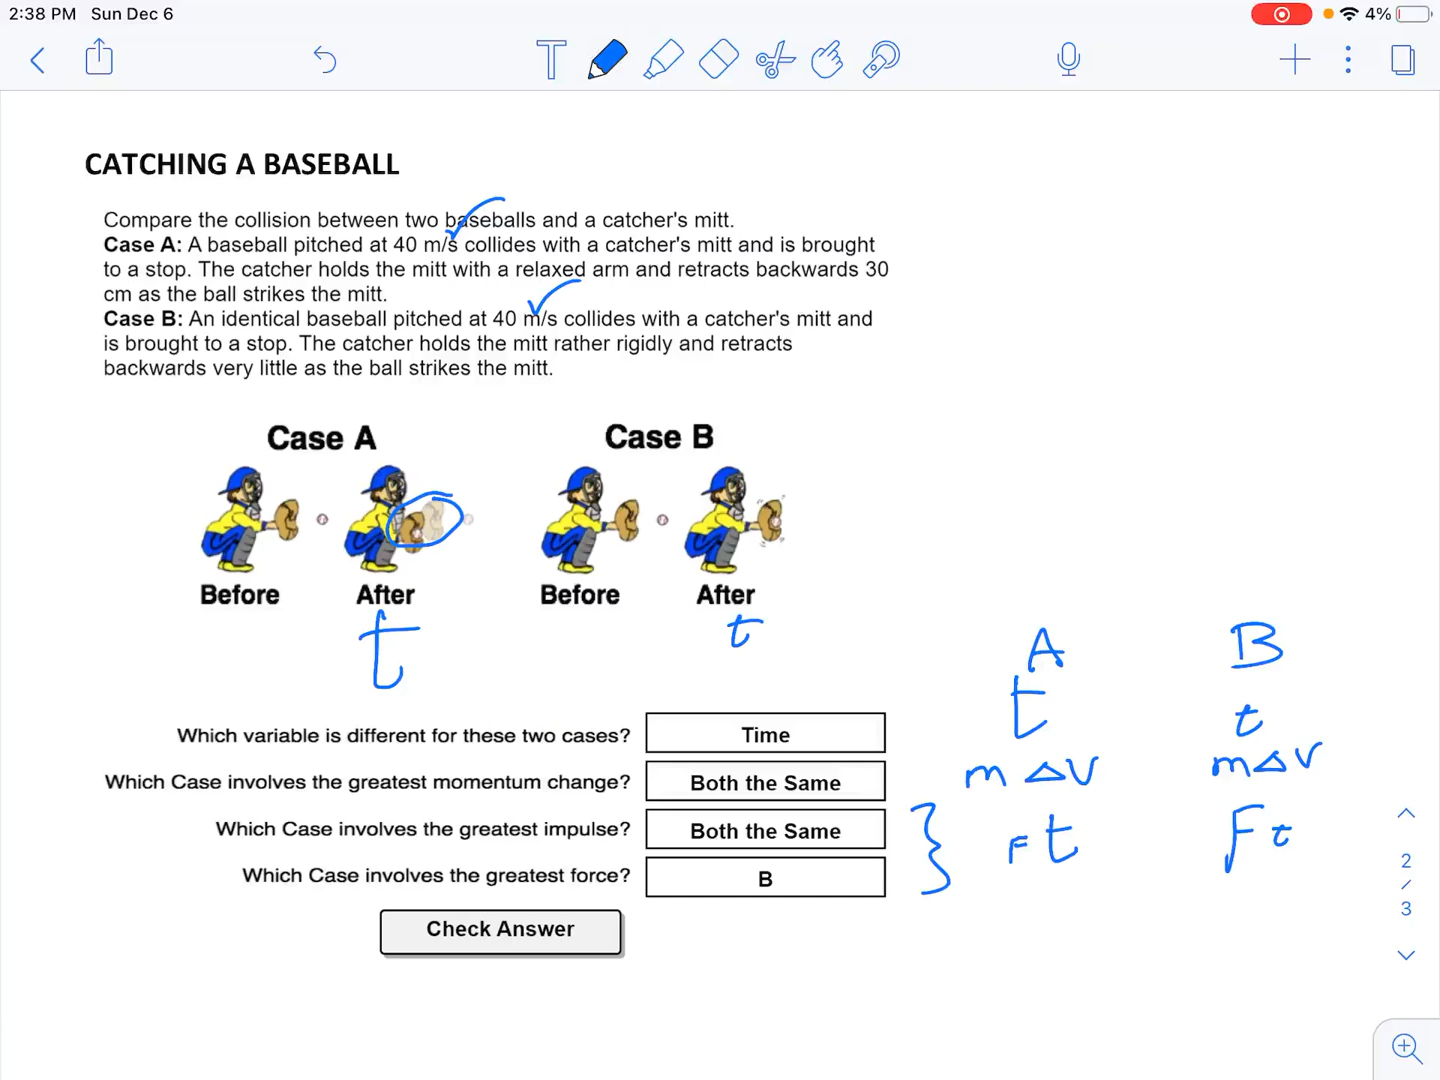 2:38 PM Sun Dec 6
4%
CATCHING A BASEBALL
Compare the collision between two baseballs and a catcher's mitt.
Case A: A baseball pitched at 40 m/s collides with a catcher's mitt and is brought
to a stop. The catcher holds the mitt with a relaxed arm and retracts backwards 30
cm as the ball strikes the mitt.
Case B: An identical baseball pitched at 40 m/s collides with a catcher's mitt and
is brought to a stop. The catcher holds the mitt rather rigidly and retracts
backwards very little as the ball strikes the mitt.
Case A Case B
Before After Before After
t t
A B
t t
Which variable is different for these two cases? Time
Which Case involves the greatest momentum change? Both the Same
m Δv mΔv
Which Case involves the greatest impulse? Both the Same
Ft Ft
Which Case involves the greatest force? B
Check Answer
2
/
3